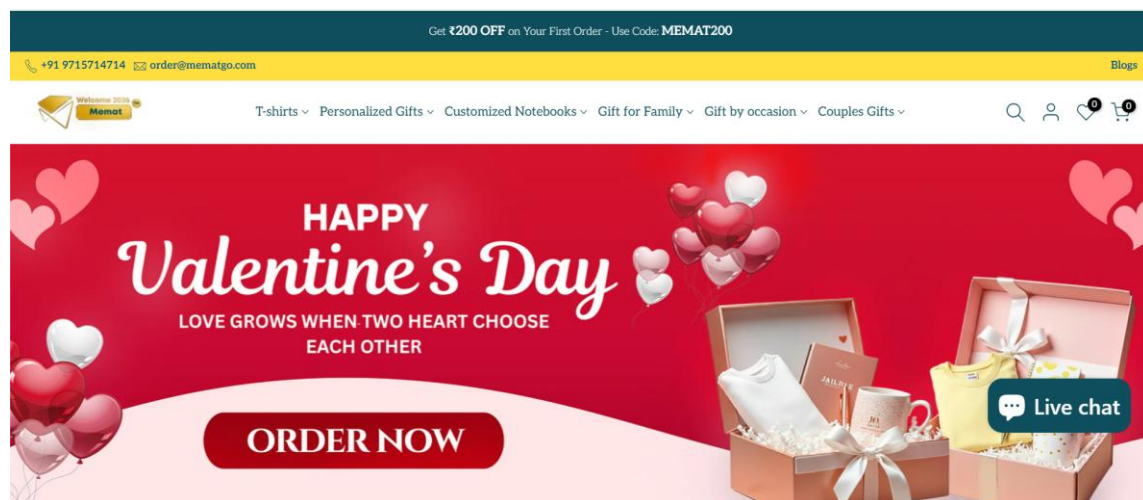 Get ₹200 OFF on Your First Order - Use Code: MEMAT200
+91 9715714714 order@mematgo.com Blogs
Welcome 2026
Memat
T-shirts Personalized Gifts Customized Notebooks Gift for Family Gift by occasion Couples Gifts
0 0
HAPPY
Valentine's Day
LOVE GROWS WHEN TWO HEART CHOOSE
EACH OTHER
ORDER NOW
Live chat